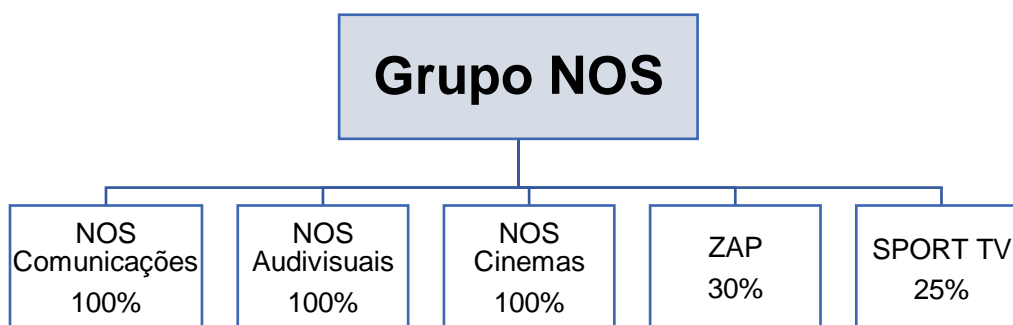 Grupo NOS
NOS
Comunicações
100%
NOS
Audivisuais
100%
NOS
Cinemas
100%
ZAP
30%
SPORT TV
25%